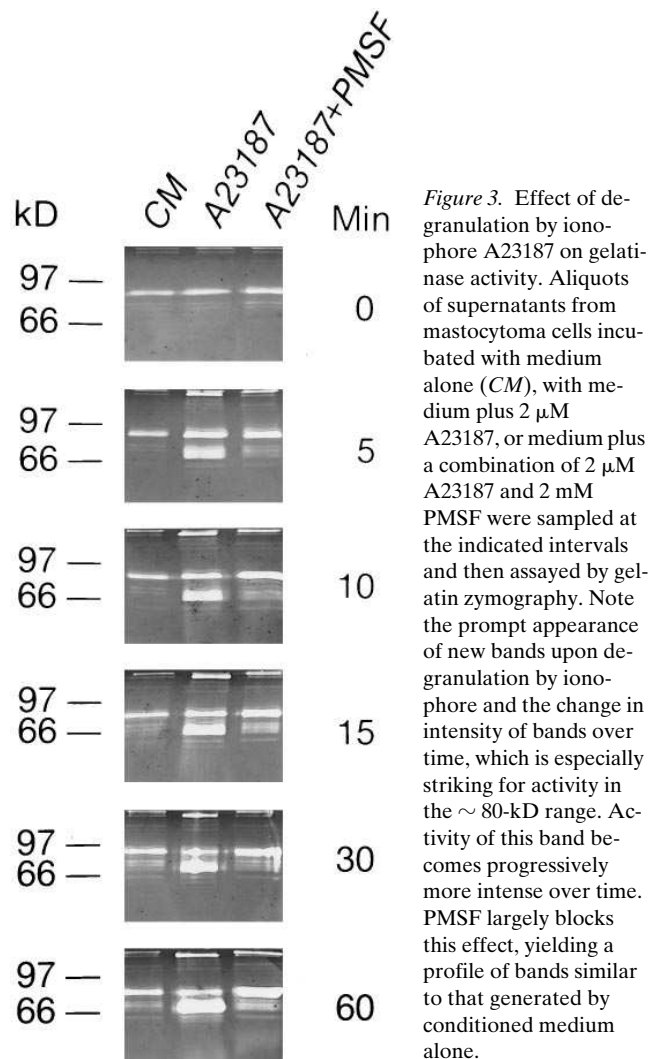 CM
A23187
A23187+PMSF
kD
Min
97
66
0
97
66
5
97
66
10
97
66
15
97
66
30
97
66
60
Figure 3. Effect of de-
granulation by iono-
phore A23187 on gelati-
nase activity. Aliquots
of supernatants from
mastocytoma cells incu-
bated with medium
alone (CM), with me-
dium plus 2 μM
A23187, or medium plus
a combination of 2 μM
A23187 and 2 mM
PMSF were sampled at
the indicated intervals
and then assayed by gel-
atin zymography. Note
the prompt appearance
of new bands upon de-
granulation by iono-
phore and the change in
intensity of bands over
time, which is especially
striking for activity in
the ∼ 80-kD range. Ac-
tivity of this band be-
comes progressively
more intense over time.
PMSF largely blocks
this effect, yielding a
profile of bands similar
to that generated by
conditioned medium
alone.